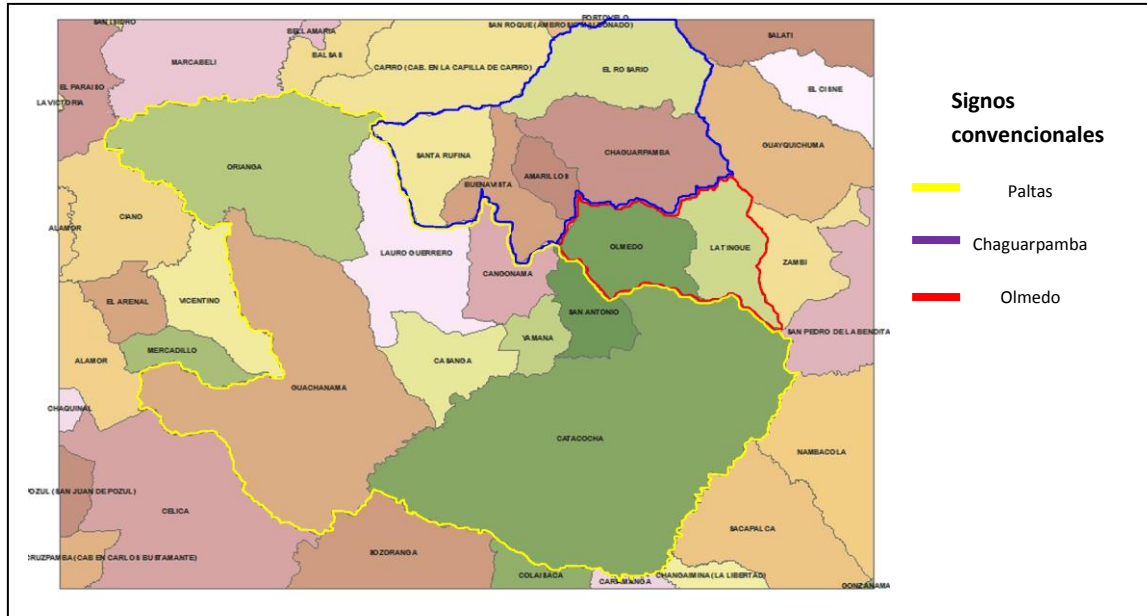 PORTOVELO
SAN ISIDRO
SAN ROQUE (AMBROSIO MALDONADO)
BELLAMARIA
SALATI
BALSAS
MARCABELI
CAPIRO (CAB. EN LA CAPILLA DE CAPIRO)
EL ROSARIO
EL PARAISO
EL CISNE
LA VICTORIA
Signos
convencionales
CHAGUARPAMBA
GUAYQUICHUMA
SANTA RUFINA
ORIANGA
AMARILLOS
BUENAVISTA
Paltas
CIANO
ALAMOR
OLMEDO
LATINGUE
Chaguarpamba
LAURO GUERRERO
CANGONAMA
ZAMBI
EL ARENAL
VICENTINO
Olmedo
SAN ANTONIO
SAN PEDRO DE LA BENDITA
YAMANA
MERCADILLO
ALAMOR
CASANGA
GUACHANAMA
CHAQUINAL
CATACOCHA
NAMBACOLA
POZUL (SAN JUAN DE POZUL)
CELICA
SACAPALCA
SOZORANGA
CRUZPAMBA (CAB EN CARLOS BUSTAMANTE)
COLAISACA
CHANGAIMINA (LA LIBERTAD)
CARIAMANGA
GONZANAMA